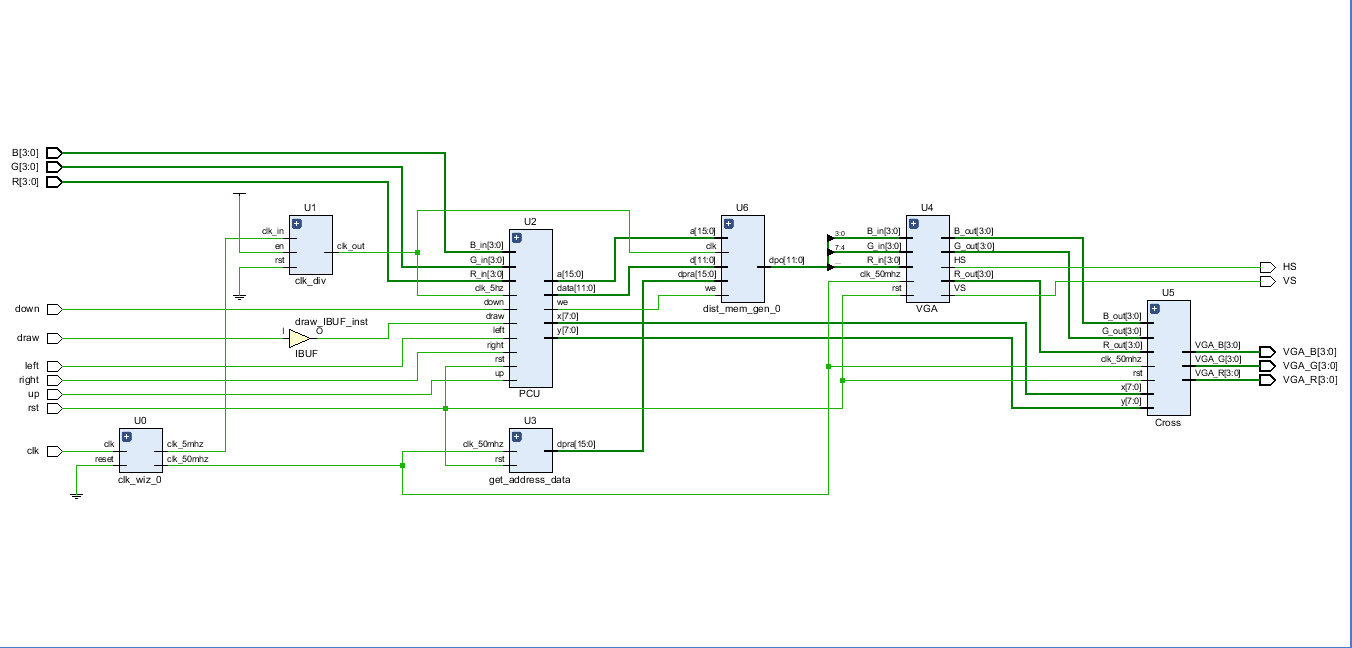 B[3:0]
G[3:0]
R[3:0]
down
draw
left
right
up
rst
clk
U0
clk
reset
clk_5mhz
clk_50mhz
clk_wiz_0
U1
clk_in
en
rst
clk_out
clk_div
draw_IBUF_inst
I
O
IBUF
U2
B_in[3:0]
G_in[3:0]
R_in[3:0]
clk_5hz
down
draw
left
right
rst
up
a[15:0]
data[11:0]
we
x[7:0]
y[7:0]
PCU
U3
clk_50mhz
rst
dpra[15:0]
get_address_data
U6
a[15:0]
clk
d[11:0]
dpra[15:0]
we
dpo[11:0]
dist_mem_gen_0
3:0
7:4
...
U4
B_in[3:0]
G_in[3:0]
R_in[3:0]
clk_50mhz
rst
B_out[3:0]
G_out[3:0]
HS
R_out[3:0]
VS
VGA
U5
B_out[3:0]
G_out[3:0]
R_out[3:0]
clk_50mhz
rst
x[7:0]
y[7:0]
VGA_B[3:0]
VGA_G[3:0]
VGA_R[3:0]
Cross
HS
VS
VGA_B[3:0]
VGA_G[3:0]
VGA_R[3:0]